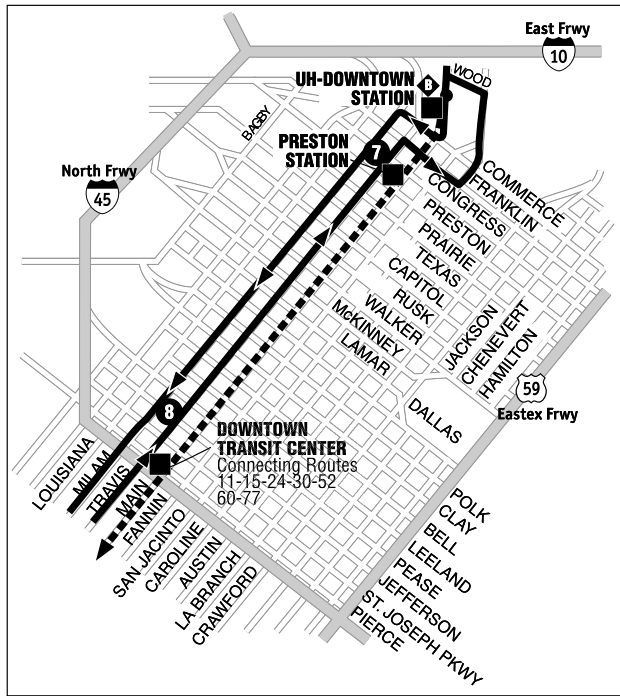 East Frwy
10
WOOD
UH-DOWNTOWN
STATION
B
BAGBY
PRESTON
STATION
7
North Frwy
45
COMMERCE
FRANKLIN
CONGRESS
PRESTON
PRAIRIE
TEXAS
CAPITOL
RUSK
WALKER
McKINNEY
LAMAR
JACKSON
CHENEVERT
HAMILTON
59
Eastex Frwy
DALLAS
8
DOWNTOWN
TRANSIT CENTER
Connecting Routes
11-15-24-30-52
60-77
LOUISIANA
MILAM
TRAVIS
MAIN
FANNIN
SAN JACINTO
CAROLINE
AUSTIN
LA BRANCH
CRAWFORD
POLK
CLAY
BELL
LEELAND
PEASE
JEFFERSON
ST. JOSEPH PKWY
PIERCE